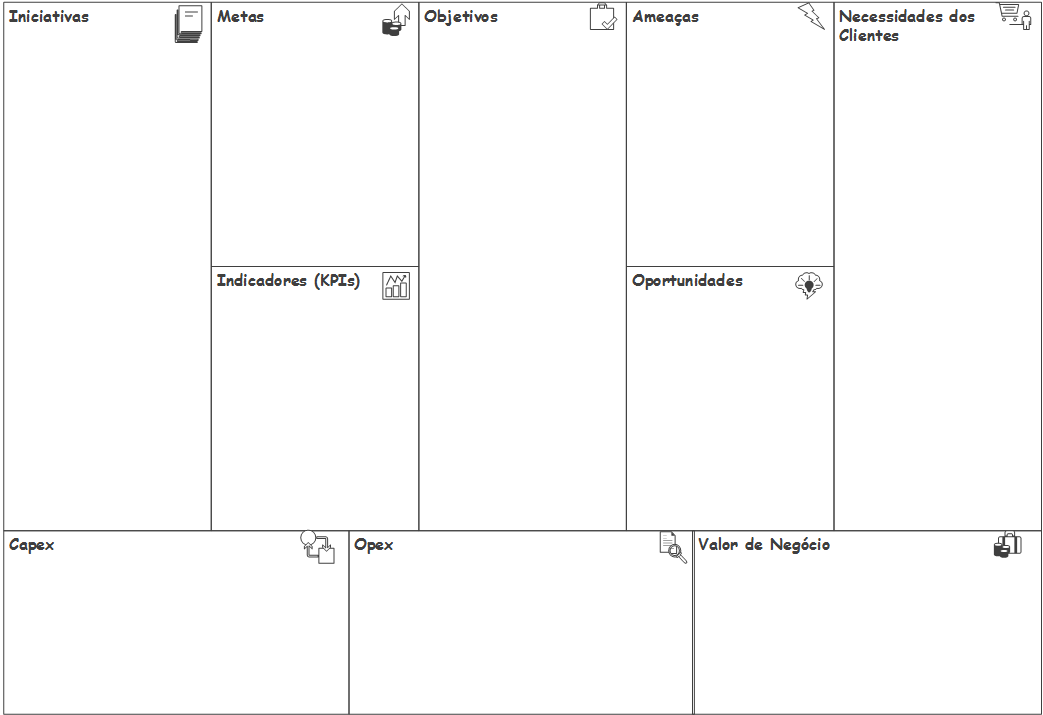 Iniciativas
Metas
Objetivos
Ameaças
Necessidades dos
Clientes
Indicadores (KPIs)
Oportunidades
Capex
Opex
Valor de Negócio